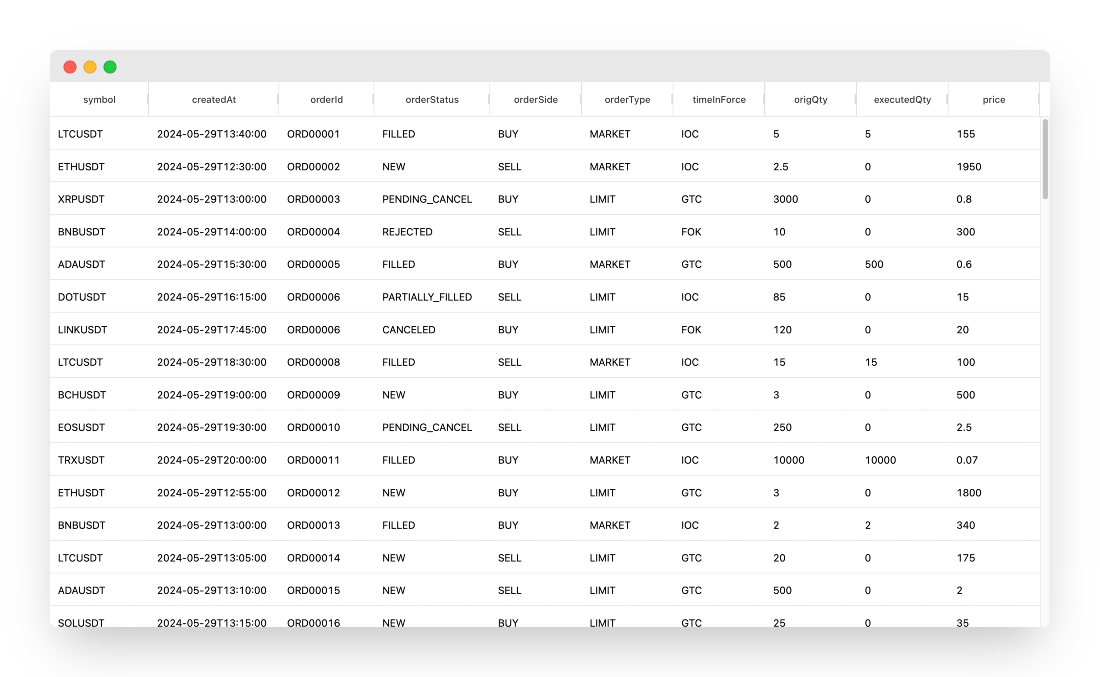 symbol createdAt orderId orderStatus orderSide orderType timeInForce origQty executedQty price
LTCUSDT 2024-05-29T13:40:00 ORD00001 FILLED BUY MARKET IOC 5 5 155
ETHUSDT 2024-05-29T12:30:00 ORD00002 NEW SELL MARKET IOC 2.5 0 1950
XRPUSDT 2024-05-29T13:00:00 ORD00003 PENDING_CANCEL BUY LIMIT GTC 3000 0 0.8
BNBUSDT 2024-05-29T14:00:00 ORD00004 REJECTED SELL LIMIT FOK 10 0 300
ADAUSDT 2024-05-29T15:30:00 ORD00005 FILLED BUY MARKET GTC 500 500 0.6
DOTUSDT 2024-05-29T16:15:00 ORD00006 PARTIALLY_FILLED SELL LIMIT IOC 85 0 15
LINKUSDT 2024-05-29T17:45:00 ORD00006 CANCELED BUY LIMIT FOK 120 0 20
LTCUSDT 2024-05-29T18:30:00 ORD00008 FILLED SELL MARKET IOC 15 15 100
BCHUSDT 2024-05-29T19:00:00 ORD00009 NEW BUY LIMIT GTC 3 0 500
EOSUSDT 2024-05-29T19:30:00 ORD00010 PENDING_CANCEL SELL LIMIT GTC 250 0 2.5
TRXUSDT 2024-05-29T20:00:00 ORD00011 FILLED BUY MARKET IOC 10000 10000 0.07
ETHUSDT 2024-05-29T12:55:00 ORD00012 NEW BUY LIMIT GTC 3 0 1800
BNBUSDT 2024-05-29T13:00:00 ORD00013 FILLED BUY MARKET IOC 2 2 340
LTCUSDT 2024-05-29T13:05:00 ORD00014 NEW SELL LIMIT GTC 20 0 175
ADAUSDT 2024-05-29T13:10:00 ORD00015 NEW SELL LIMIT GTC 500 0 2
SOLUSDT 2024-05-29T13:15:00 ORD00016 NEW BUY LIMIT GTC 25 0 35